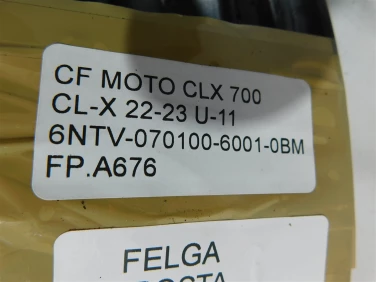 CF MOTO CLX 700
CL-X 22-23 U-11
6NTV-070100-6001-0BM
FP.A676
FELGA